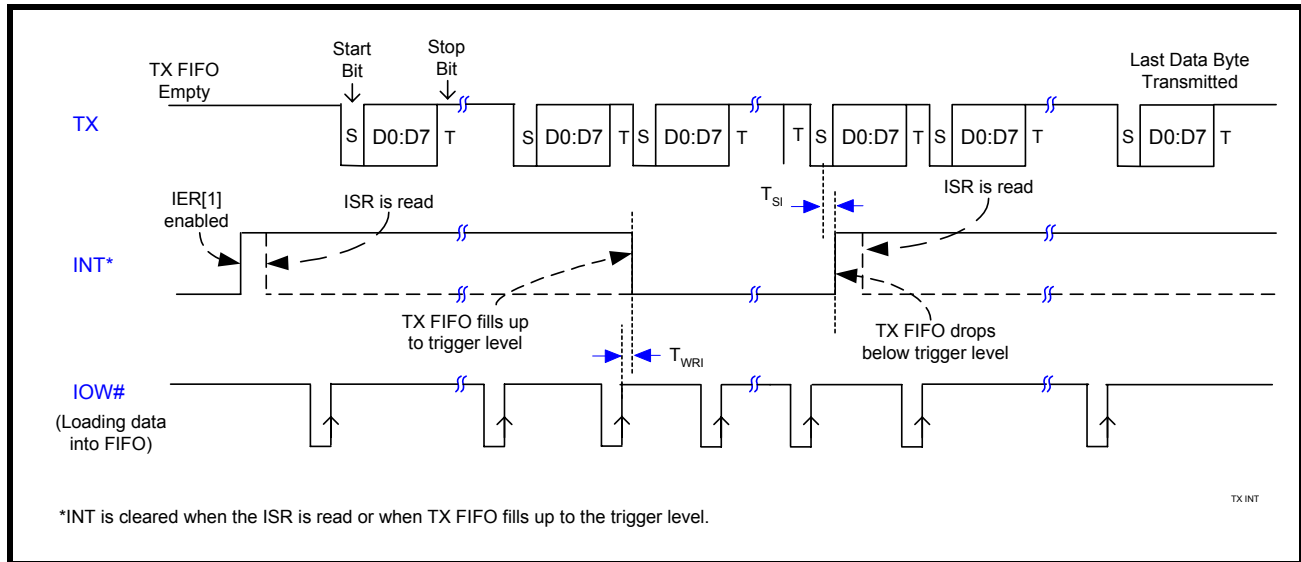 TX FIFO
Empty
Start
Bit
Stop
Bit
Last Data Byte
Transmitted
TX
S D0:D7 T S D0:D7 T S D0:D7 T T S D0:D7 T S D0:D7 T S D0:D7 T
IER[1]
enabled
ISR is read
TSI
ISR is read
INT*
TX FIFO fills up
to trigger level
TX FIFO drops
below trigger level
TWRI
IOW#
(Loading data
into FIFO)
TX INT
*INT is cleared when the ISR is read or when TX FIFO fills up to the trigger level.